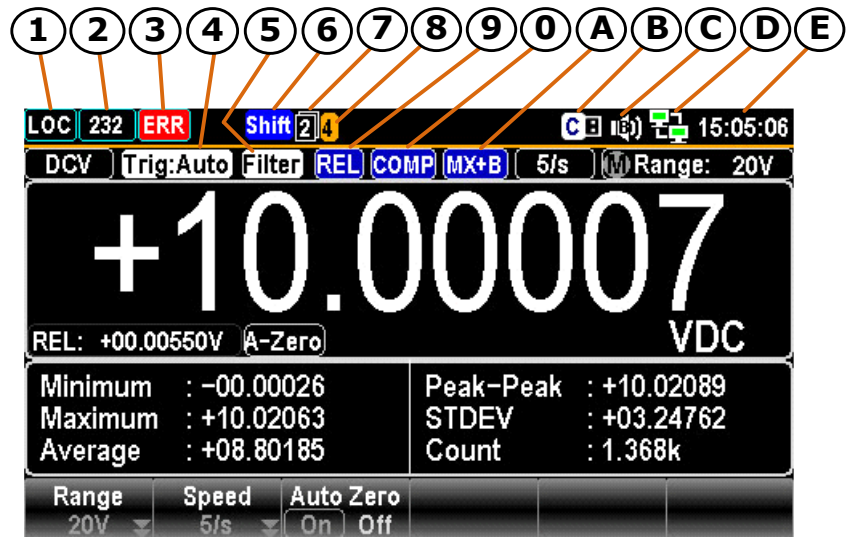 1 2 3 4 5 6 7 8 9 0 A B C D E
LOC 232 ERR Shift 2 4 C 15:05:06
DCV Trig:Auto Filter REL COMP MX+B 5/s M Range: 20V
+10.00007
REL: +00.00550V A-Zero VDC
Minimum : -00.00026 Peak-Peak : +10.02089
Maximum : +10.02063 STDEV : +03.24762
Average : +08.80185 Count : 1.368k
Range Speed Auto Zero
20V 5/s On Off